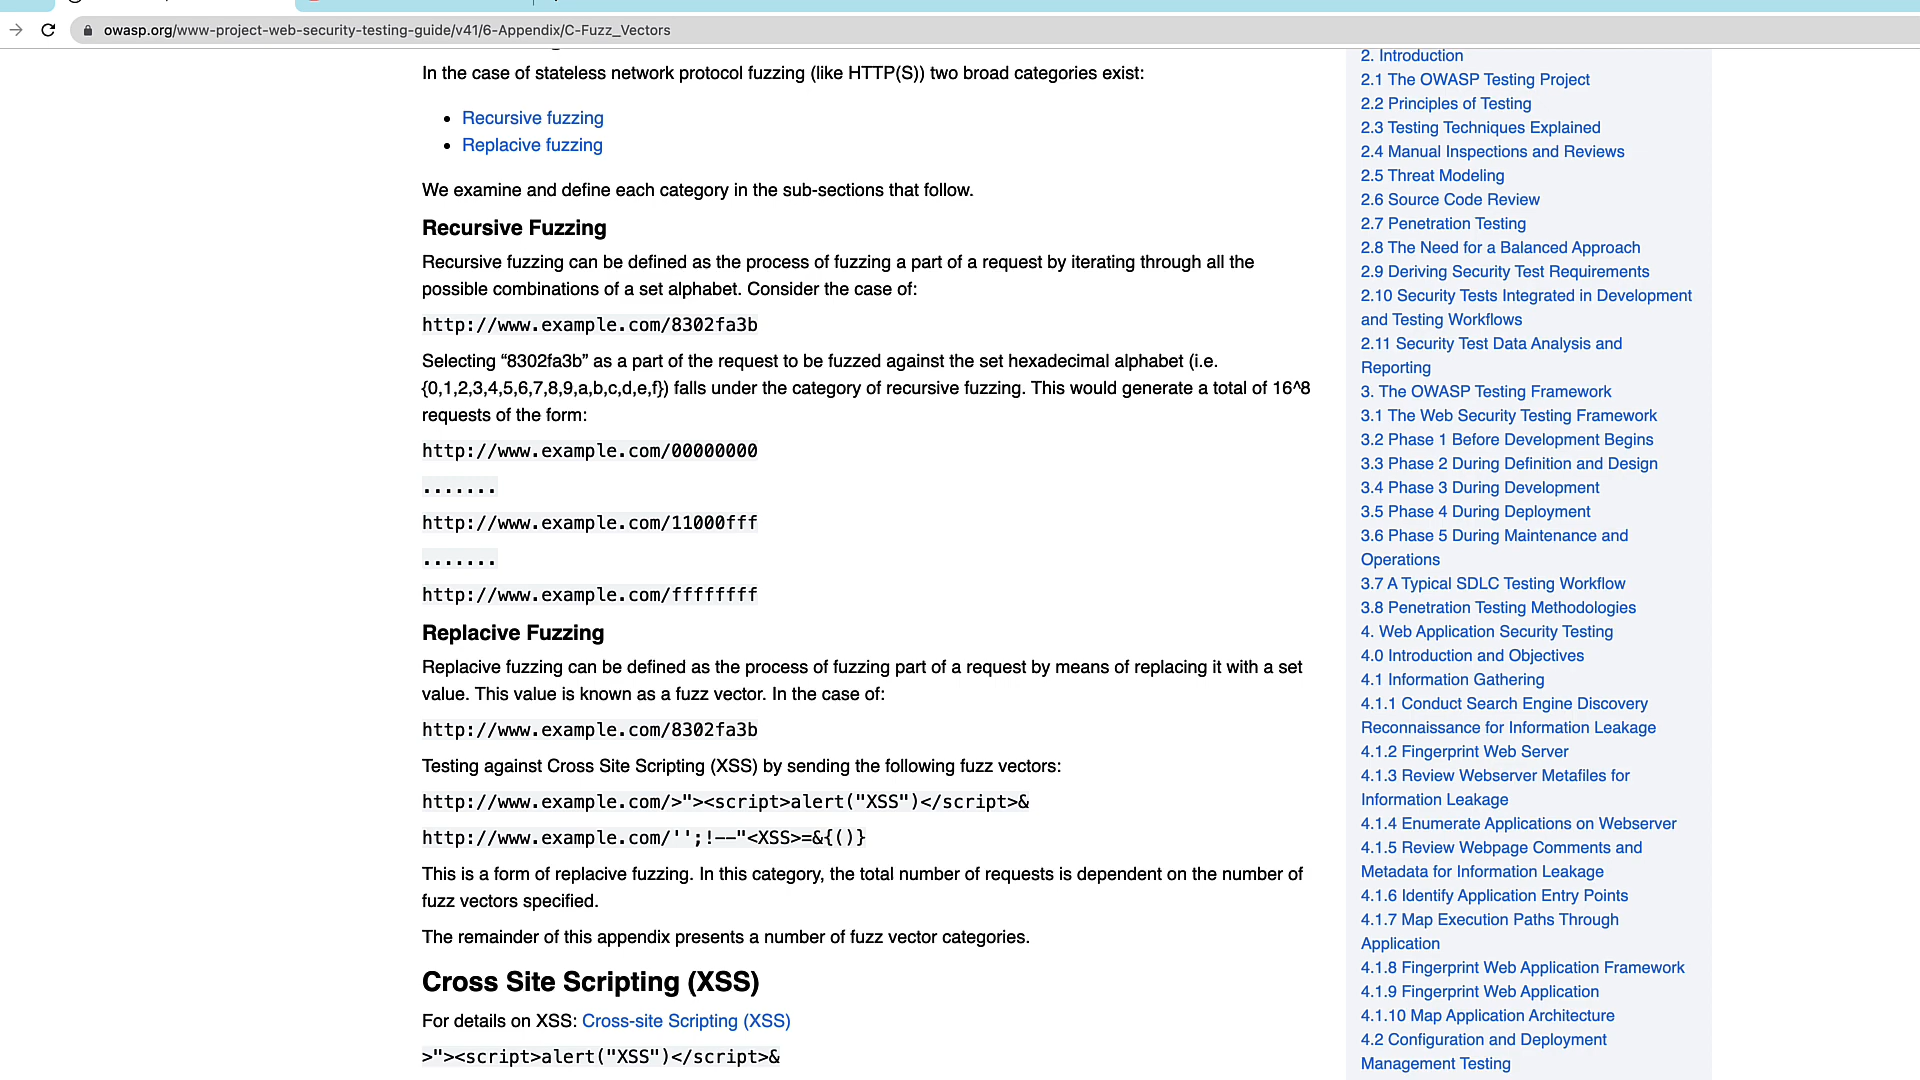 owasp.org/www-project-web-security-testing-guide/v41/6-Appendix/C-Fuzz_Vectors
In the case of stateless network protocol fuzzing (like HTTP(S)) two broad categories exist:
Recursive fuzzing
Replacive fuzzing
We examine and define each category in the sub-sections that follow.
Recursive Fuzzing
Recursive fuzzing can be defined as the process of fuzzing a part of a request by iterating through all the
possible combinations of a set alphabet. Consider the case of:
http://www.example.com/8302fa3b
Selecting “8302fa3b” as a part of the request to be fuzzed against the set hexadecimal alphabet (i.e.
{0,1,2,3,4,5,6,7,8,9,a,b,c,d,e,f}) falls under the category of recursive fuzzing. This would generate a total of 16^8
requests of the form:
http://www.example.com/00000000
.......
http://www.example.com/11000fff
.......
http://www.example.com/ffffffff
Replacive Fuzzing
Replacive fuzzing can be defined as the process of fuzzing part of a request by means of replacing it with a set
value. This value is known as a fuzz vector. In the case of:
http://www.example.com/8302fa3b
Testing against Cross Site Scripting (XSS) by sending the following fuzz vectors:
http://www.example.com/>"><script>alert("XSS")</script>&
http://www.example.com/'';!--"<XSS>=&{()}
This is a form of replacive fuzzing. In this category, the total number of requests is dependent on the number of
fuzz vectors specified.
The remainder of this appendix presents a number of fuzz vector categories.
Cross Site Scripting (XSS)
For details on XSS: Cross-site Scripting (XSS)
>"><script>alert("XSS")</script>&
2. Introduction
2.1 The OWASP Testing Project
2.2 Principles of Testing
2.3 Testing Techniques Explained
2.4 Manual Inspections and Reviews
2.5 Threat Modeling
2.6 Source Code Review
2.7 Penetration Testing
2.8 The Need for a Balanced Approach
2.9 Deriving Security Test Requirements
2.10 Security Tests Integrated in Development
and Testing Workflows
2.11 Security Test Data Analysis and
Reporting
3. The OWASP Testing Framework
3.1 The Web Security Testing Framework
3.2 Phase 1 Before Development Begins
3.3 Phase 2 During Definition and Design
3.4 Phase 3 During Development
3.5 Phase 4 During Deployment
3.6 Phase 5 During Maintenance and
Operations
3.7 A Typical SDLC Testing Workflow
3.8 Penetration Testing Methodologies
4. Web Application Security Testing
4.0 Introduction and Objectives
4.1 Information Gathering
4.1.1 Conduct Search Engine Discovery
Reconnaissance for Information Leakage
4.1.2 Fingerprint Web Server
4.1.3 Review Webserver Metafiles for
Information Leakage
4.1.4 Enumerate Applications on Webserver
4.1.5 Review Webpage Comments and
Metadata for Information Leakage
4.1.6 Identify Application Entry Points
4.1.7 Map Execution Paths Through
Application
4.1.8 Fingerprint Web Application Framework
4.1.9 Fingerprint Web Application
4.1.10 Map Application Architecture
4.2 Configuration and Deployment
Management Testing